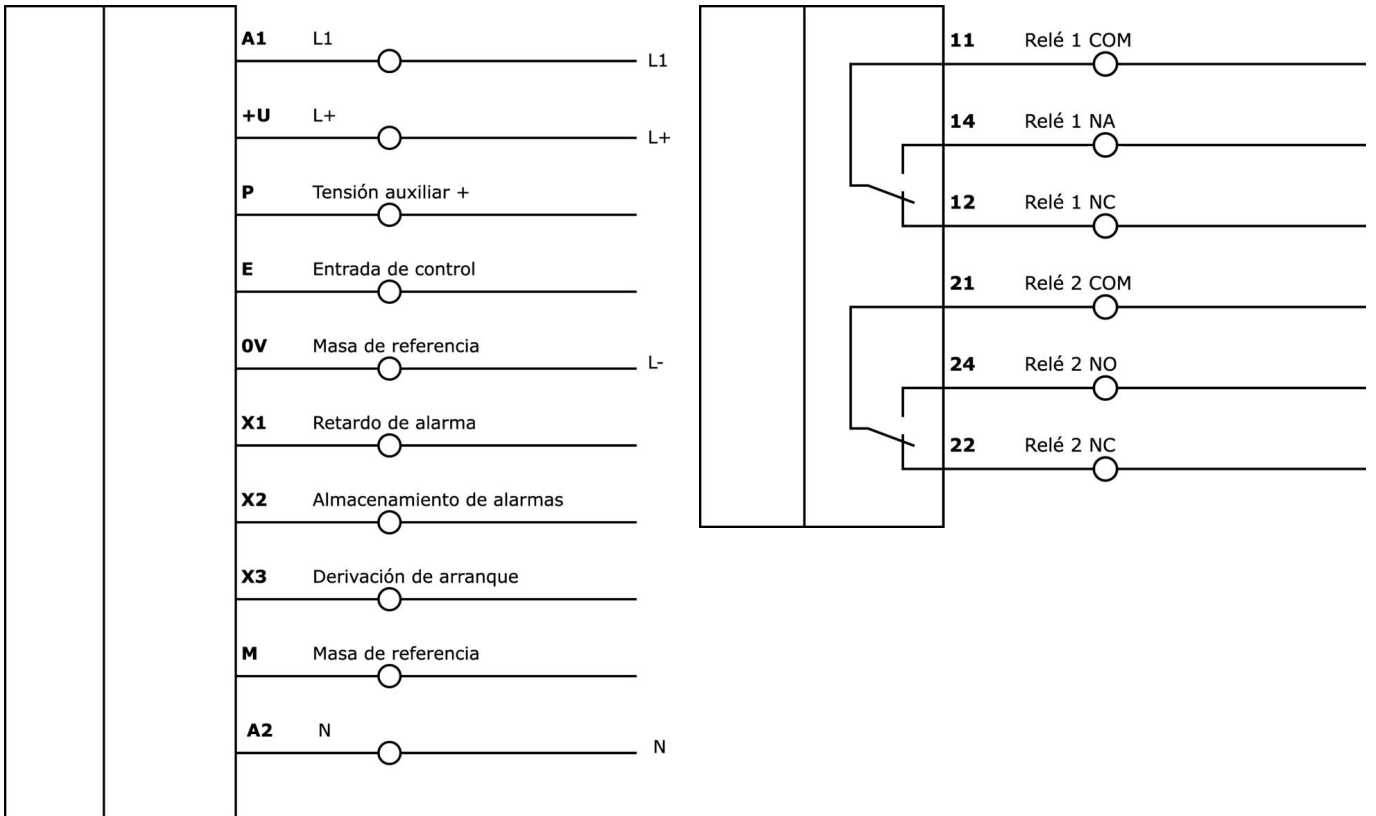 A1 L1
L1
+U L+
L+
P Tensión auxiliar +
E Entrada de control
0V Masa de referencia
L-
X1 Retardo de alarma
X2 Almacenamiento de alarmas
X3 Derivación de arranque
M Masa de referencia
A2 N
N
11 Relé 1 COM
14 Relé 1 NA
12 Relé 1 NC
21 Relé 2 COM
24 Relé 2 NO
22 Relé 2 NC